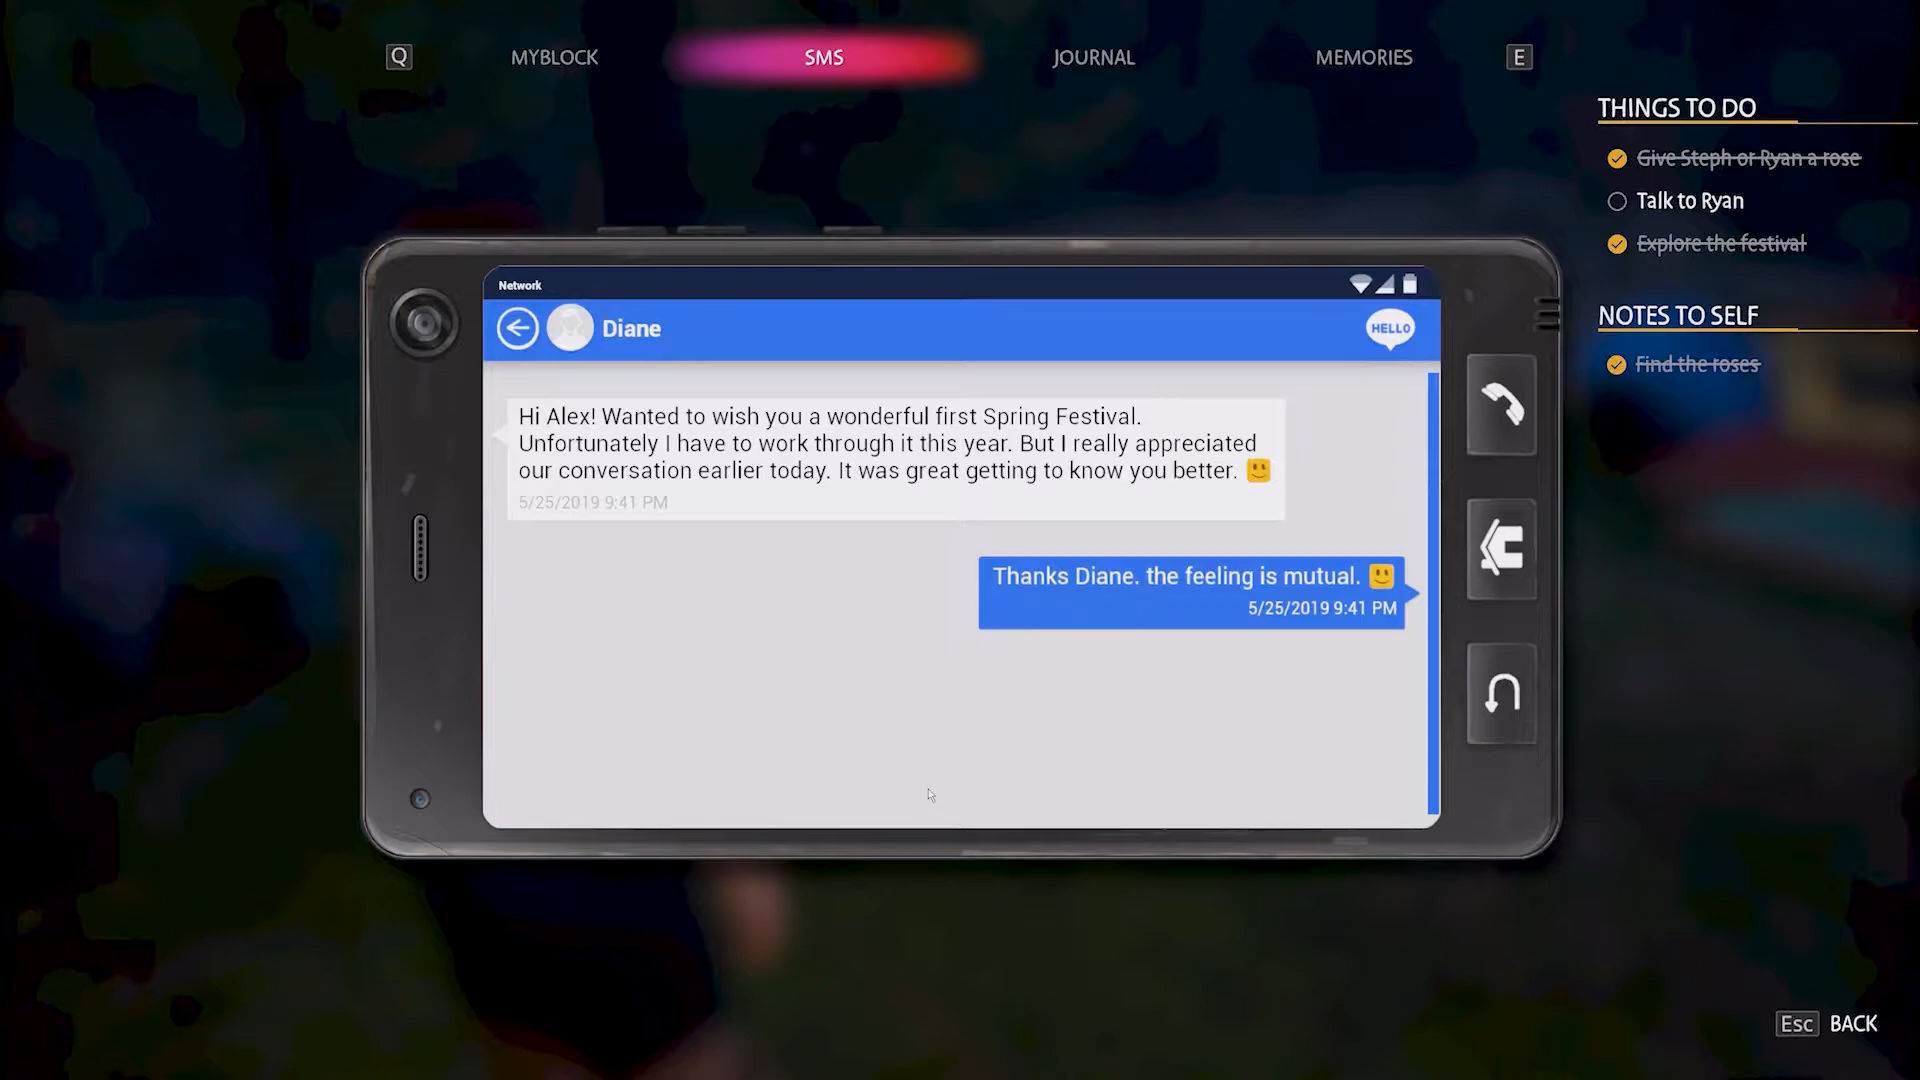 Q MYBLOCK SMS JOURNAL MEMORIES E
THINGS TO DO
Give Steph or Ryan a rose
Talk to Ryan
Explore the festival
NOTES TO SELF
Find the roses
Network
Diane
HELLO
Hi Alex! Wanted to wish you a wonderful first Spring Festival.
Unfortunately I have to work through it this year. But I really appreciated
our conversation earlier today. It was great getting to know you better.
5/25/2019 9:41 PM
Thanks Diane. the feeling is mutual.
5/25/2019 9:41 PM
Esc BACK